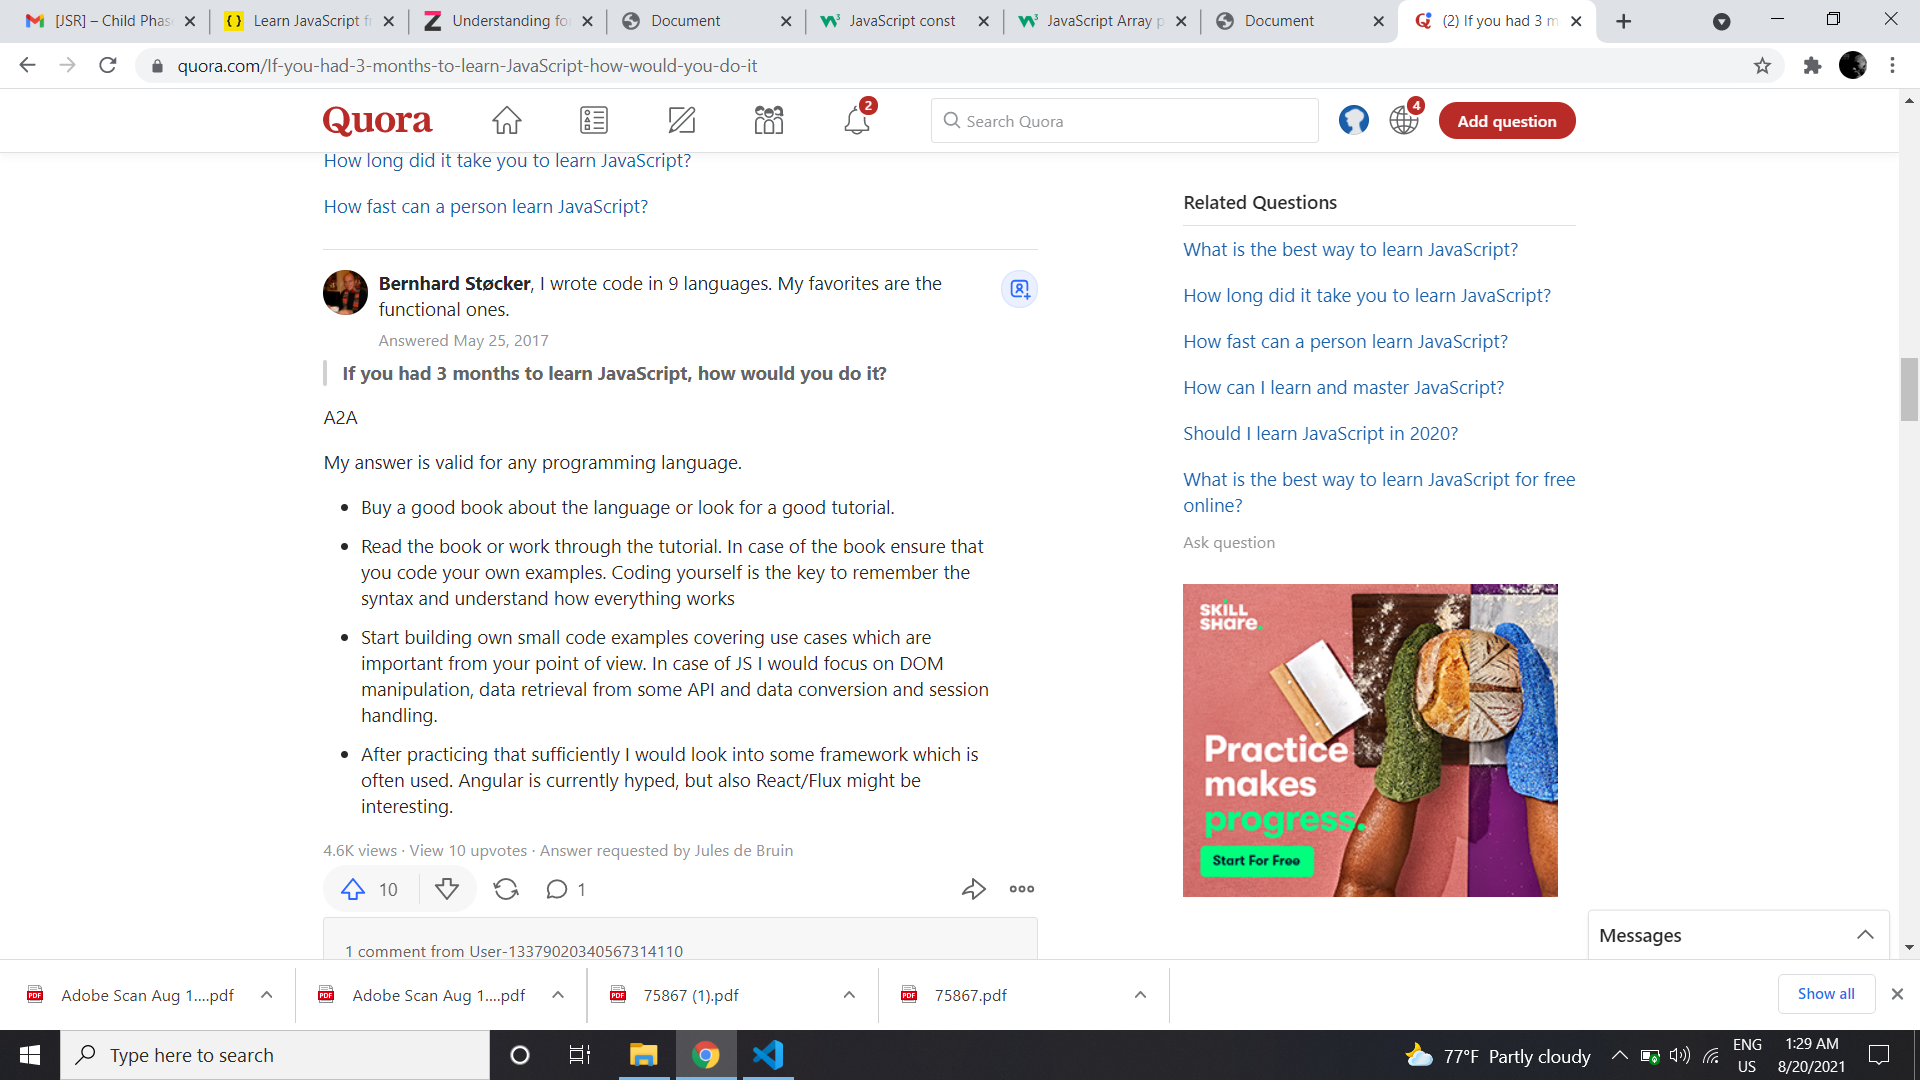 [JSR] – Child Phas
Learn JavaScript f
Understanding fo
Document
JavaScript const
JavaScript Array p
Document
(2) If you had 3 m
quora.com/If-you-had-3-months-to-learn-JavaScript-how-would-you-do-it
Quora
2
Search Quora
4
Add question
How long did it take you to learn JavaScript?
How fast can a person learn JavaScript?
Bernhard Støcker, I wrote code in 9 languages. My favorites are the
functional ones.
Answered May 25, 2017
If you had 3 months to learn JavaScript, how would you do it?
A2A
My answer is valid for any programming language.
• Buy a good book about the language or look for a good tutorial.
• Read the book or work through the tutorial. In case of the book ensure that
you code your own examples. Coding yourself is the key to remember the
syntax and understand how everything works
• Start building own small code examples covering use cases which are
important from your point of view. In case of JS I would focus on DOM
manipulation, data retrieval from some API and data conversion and session
handling.
• After practicing that sufficiently I would look into some framework which is
often used. Angular is currently hyped, but also React/Flux might be
interesting.
4.6K views · View 10 upvotes · Answer requested by Jules de Bruin
10
1
1 comment from User-13379020340567314110
Related Questions
What is the best way to learn JavaScript?
How long did it take you to learn JavaScript?
How fast can a person learn JavaScript?
How can I learn and master JavaScript?
Should I learn JavaScript in 2020?
What is the best way to learn JavaScript for free
online?
Ask question
SKILL
SHARE.
Practice
makes
progress.
Start For Free
Messages
Adobe Scan Aug 1....pdf
Adobe Scan Aug 1....pdf
75867 (1).pdf
75867.pdf
Show all
Type here to search
77°F Partly cloudy
ENG
US
1:29 AM
8/20/2021